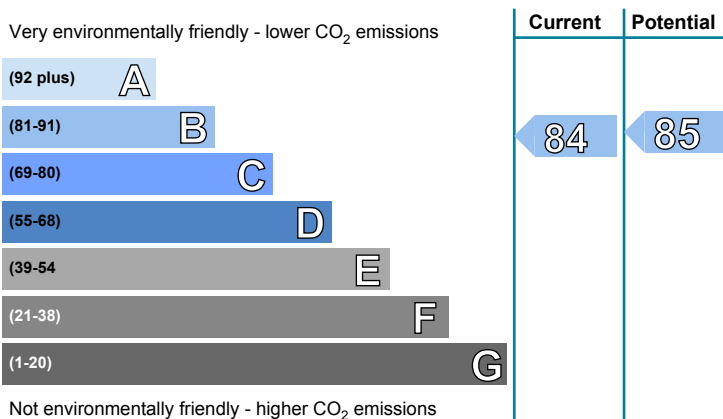 Very environmentally friendly - lower CO2 emissions
Current
Potential
(92 plus) A
(81-91) B
84
85
(69-80) C
(55-68) D
(39-54 E
(21-38) F
(1-20) G
Not environmentally friendly - higher CO2 emissions